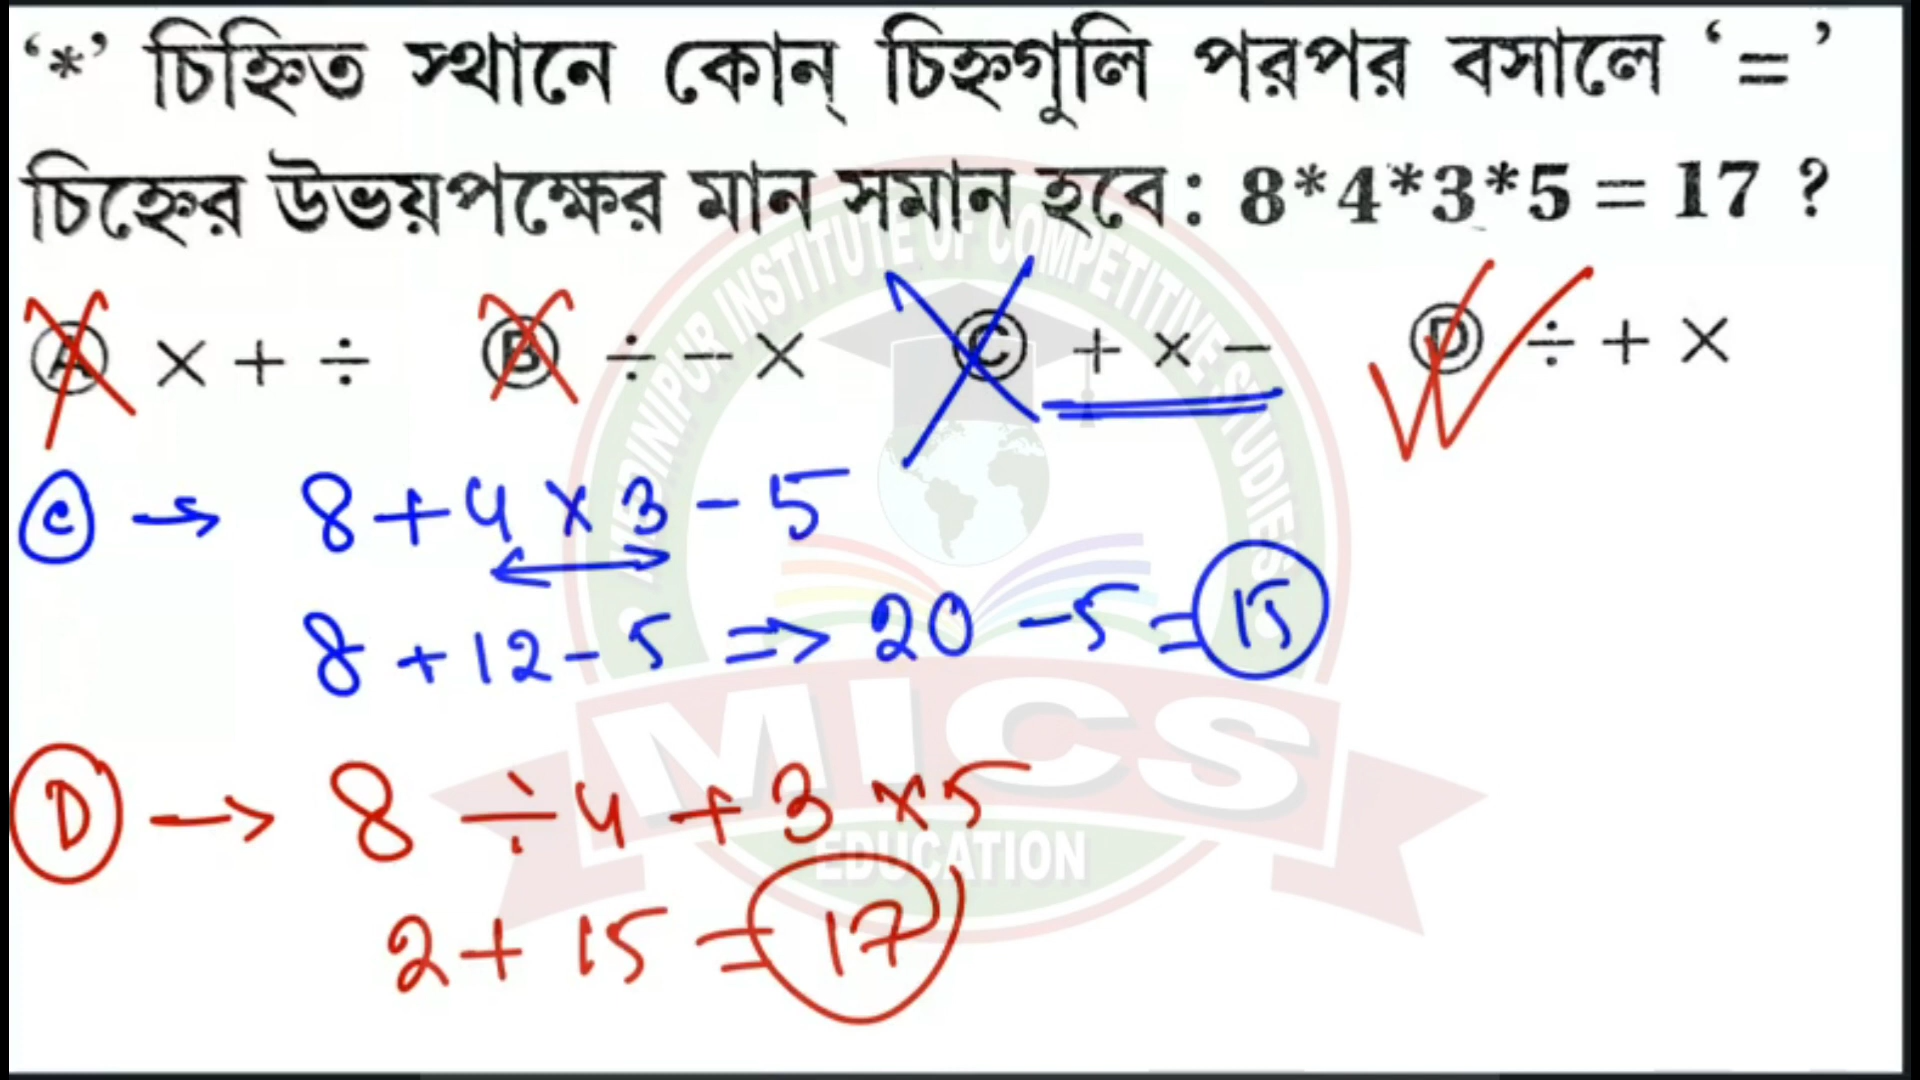 ‘*’ চিহ্নিত স্থানে কোন্ চিহ্নগুলি পরপর বসালে ‘=’
চিহ্নের উভয়পক্ষের মান সমান হবে: 8*4*3*5 = 17 ?
Ⓐ × + ÷ Ⓑ ÷ − × Ⓒ + × − Ⓓ ÷ + ×
Ⓒ → 8 + 4 × 3 - 5
8 + 12 - 5 ⇒ 20 - 5 = 15
Ⓓ → 8 ÷ 4 + 3 × 5
2 + 15 = 17
MEDINIPUR INSTITUTE OF COMPETITIVE STUDIES
MICS
EDUCATION